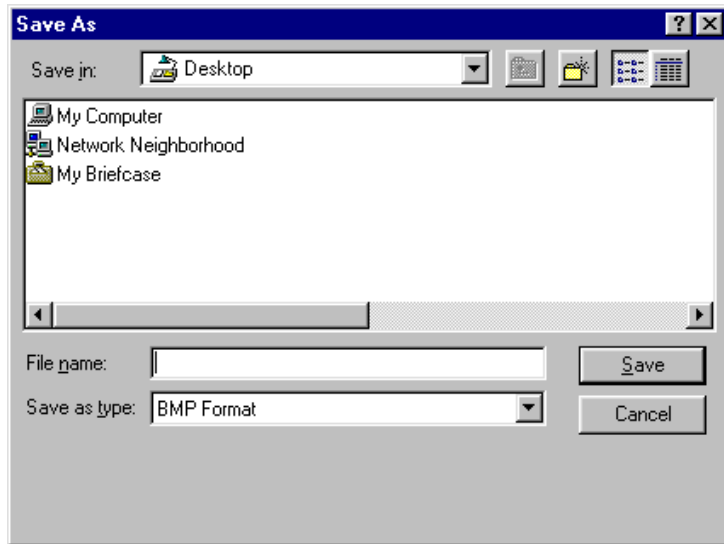 Save As
Save in: Desktop
My Computer
Network Neighborhood
My Briefcase
File name:
Save
Save as type: BMP Format
Cancel